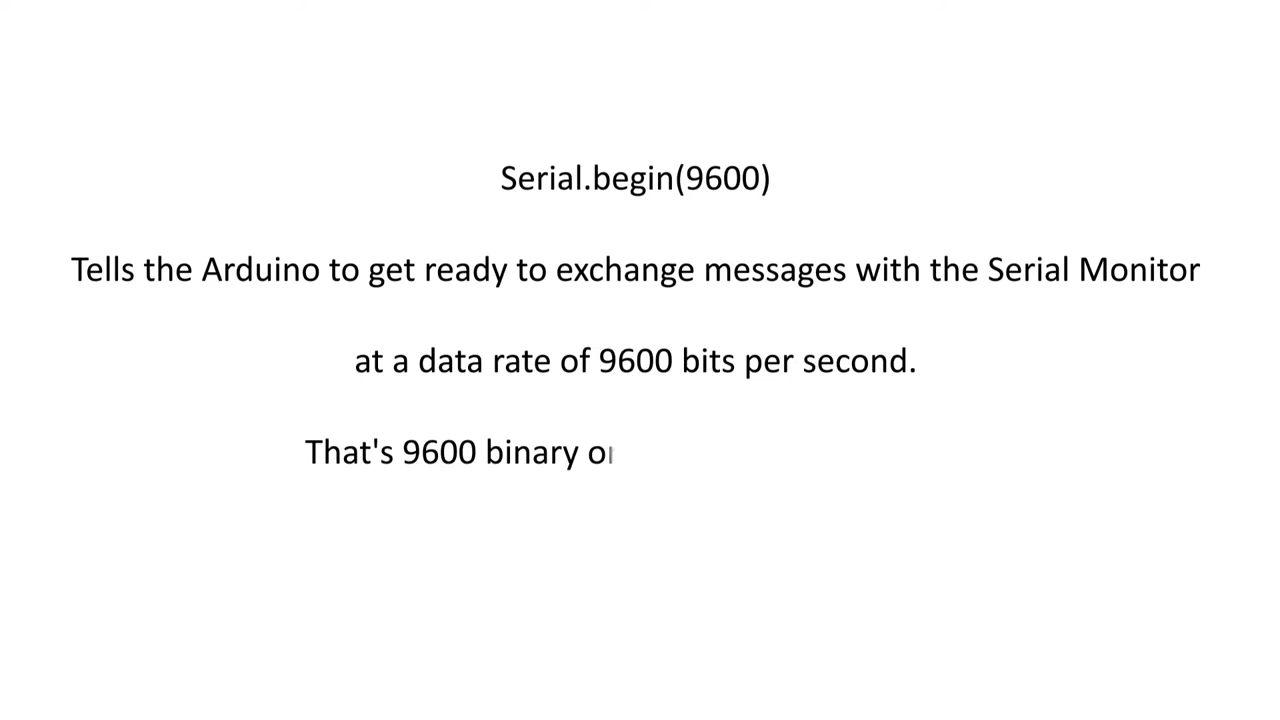 Serial.begin(9600)
Tells the Arduino to get ready to exchange messages with the Serial Monitor
at a data rate of 9600 bits per second.
That's 9600 binary